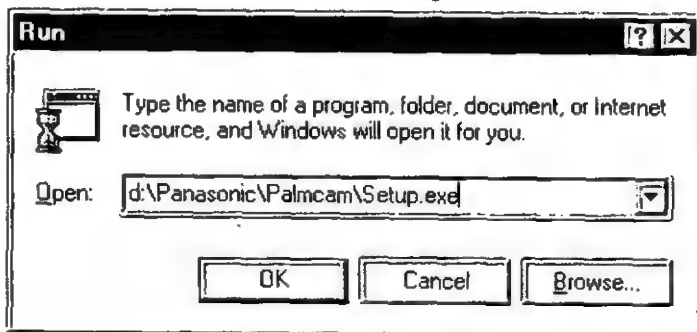 Run
Type the name of a program, folder, document, or Internet
resource, and Windows will open it for you.
Open: d:\Panasonic\Palmcam\Setup.exe
OK Cancel Browse...